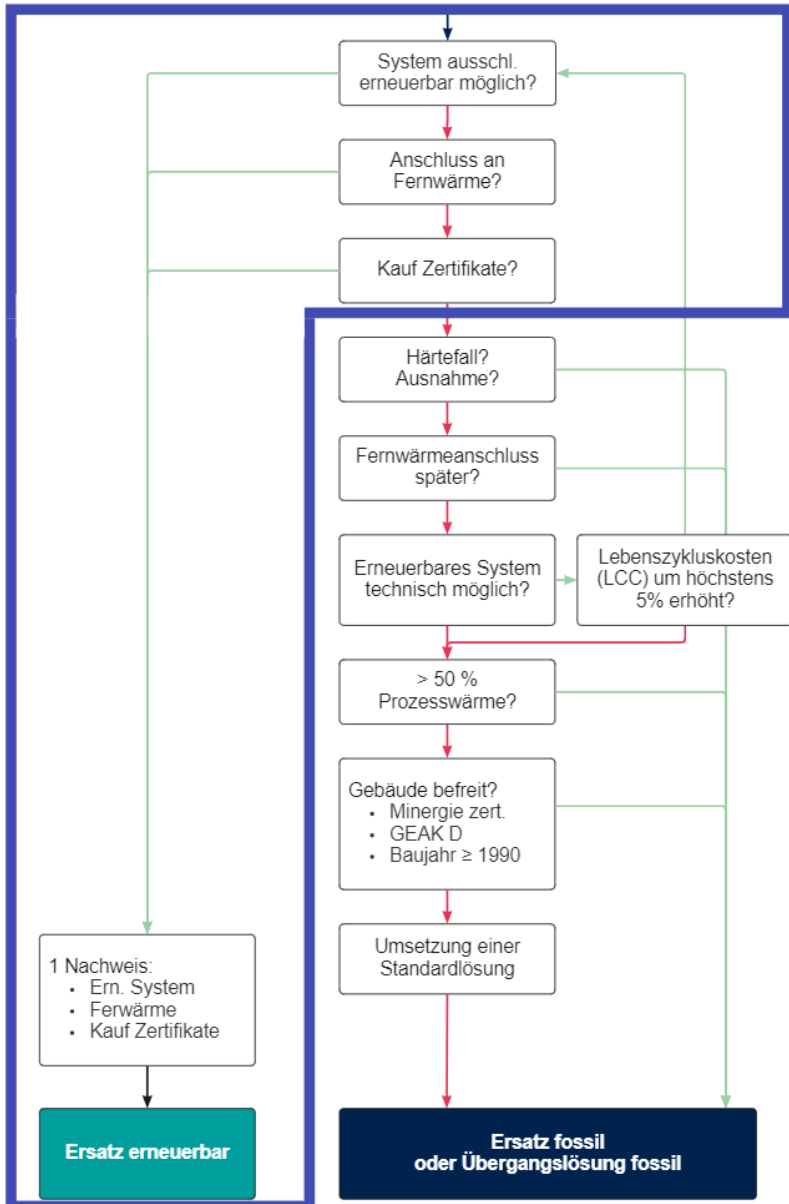 System ausschl.
erneuerbar möglich?
Anschluss an
Fernwärme?
Kauf Zertifikate?
Härtefall?
Ausnahme?
Fernwärmeanschluss
später?
Erneuerbares System
technisch möglich?
Lebenszykluskosten
(LCC) um höchstens
5% erhöht?
> 50 %
Prozesswärme?
Gebäude befreit?
• Minergie zert.
• GEAK D
• Baujahr ≥ 1990
Umsetzung einer
Standardlösung
1 Nachweis:
• Ern. System
• Ferwärme
• Kauf Zertifikate
Ersatz erneuerbar
Ersatz fossil
oder Übergangslösung fossil